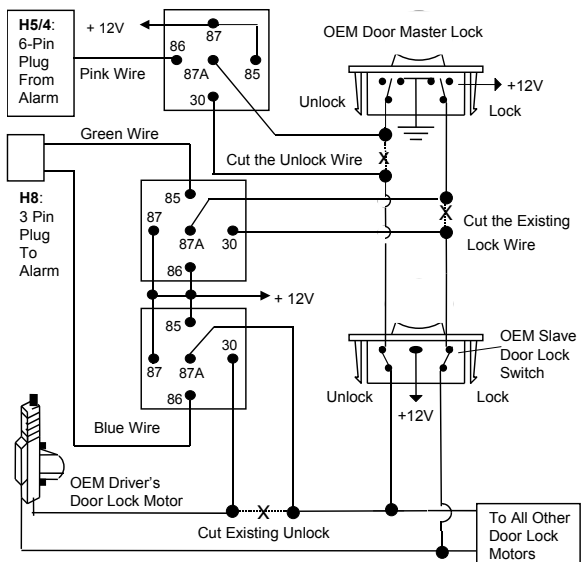 H5/4:
6-Pin
Plug
From
Alarm
+ 12V
87
86
87A
85
30
Pink Wire
OEM Door Master Lock
+12V
Unlock
Lock
Green Wire
Cut the Unlock Wire
X
H8:
3 Pin
Plug
To
Alarm
85
87
87A
30
86
X
Cut the Existing
Lock Wire
+ 12V
85
30
87
87A
86
Blue Wire
OEM Slave
Door Lock
Switch
Unlock
Lock
+12V
OEM Driver's
Door Lock Motor
X
Cut Existing Unlock
To All Other
Door Lock
Motors